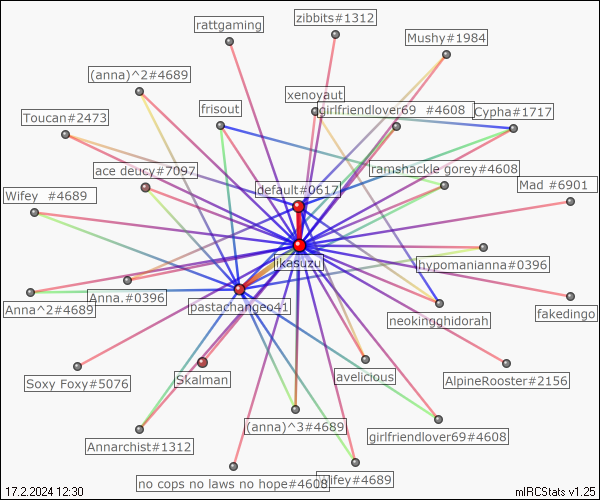 zibbits#1312
rattgaming
Mushy#1984
(anna)^2#4689
xenoyaut
frisout
girlfriendlover69 #4608
Cypha#1717
Toucan#2473
ace deucy#7097
ramshackle gorey#4608
default#0617
Mad #6901
Wifey #4689
likasuzu
hypomanianna#0396
Anna.#0396
Anna^2#4689
pastachangeo41
fakedingo
neokingghidorah
Soxy Foxy#5076
Skalman
avelicious
AlpineRooster#2156
(anna)^3#4689
girlfriendlover69#4608
Annarchist#1312
no cops no laws no hope#4608
Wifey#4689
17.2.2024 12:30
mIRCStats v1.25